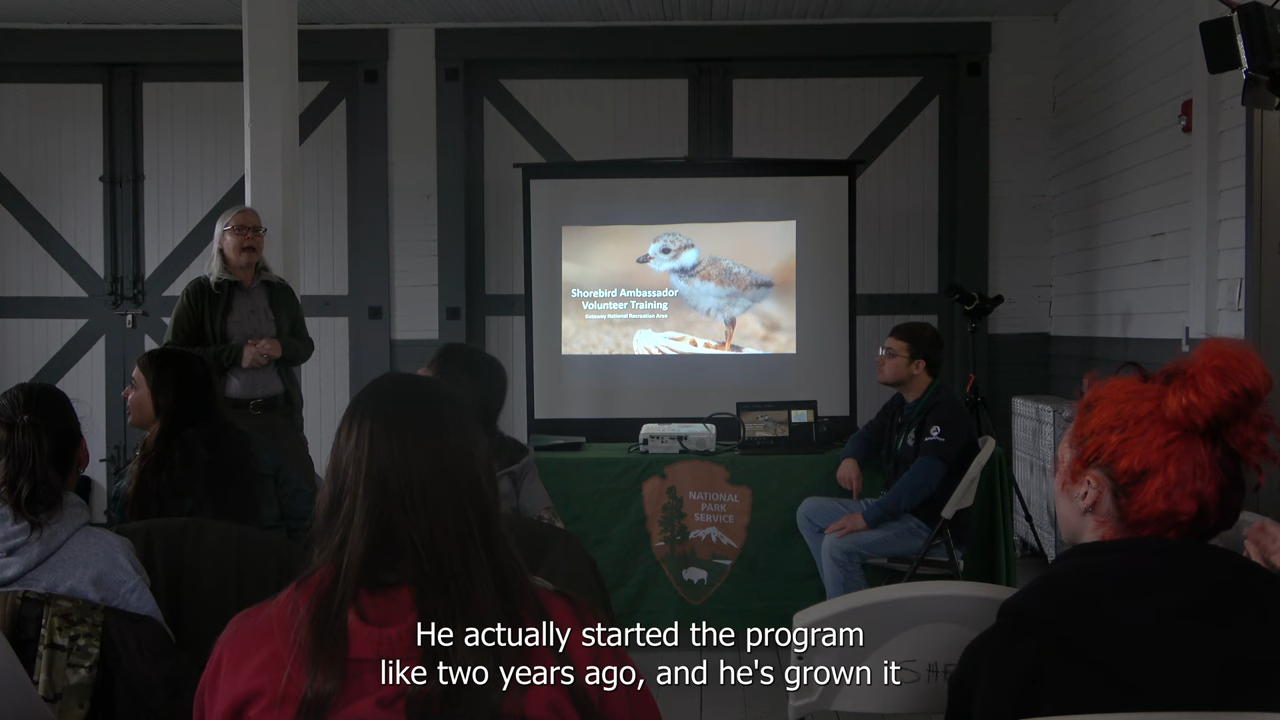 Shorebird Ambassador
Volunteer Training
Gateway National Recreation Area
NATIONAL
PARK
SERVICE
He actually started the program
like two years ago, and he's grown it
SHE